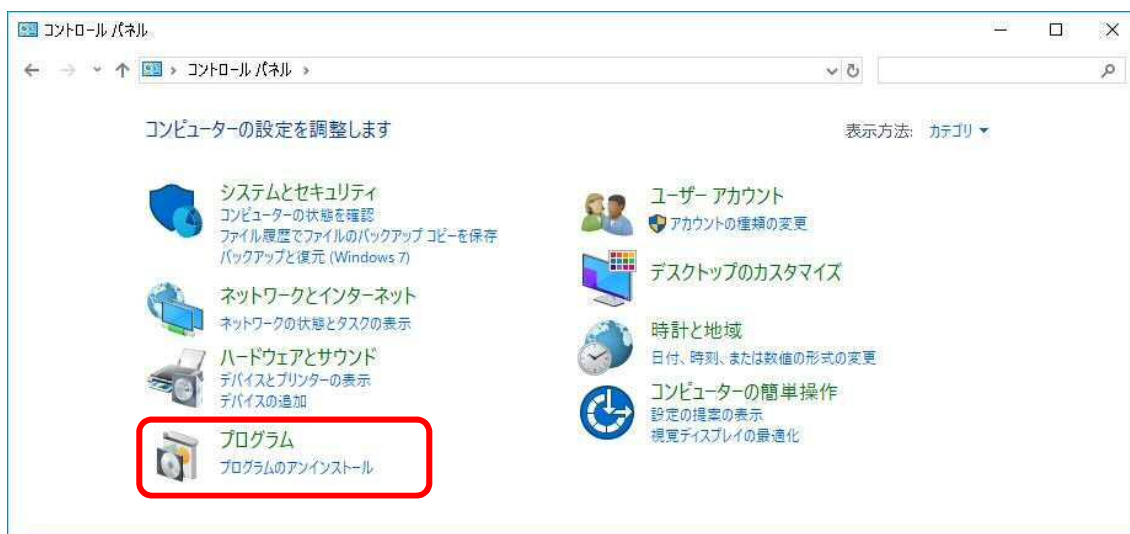 コントロール パネル
コントロール パネル
コンピューターの設定を調整します
表示方法: カテゴリ
システムとセキュリティ
コンピューターの状態を確認
ファイル履歴でファイルのバックアップ コピーを保存
バックアップと復元 (Windows 7)
ネットワークとインターネット
ネットワークの状態とタスクの表示
ハードウェアとサウンド
デバイスとプリンターの表示
デバイスの追加
プログラム
プログラムのアンインストール
ユーザー アカウント
アカウントの種類の変更
デスクトップのカスタマイズ
時計と地域
日付、時刻、または数値の形式の変更
コンピューターの簡単操作
設定の提案の表示
視覚ディスプレイの最適化